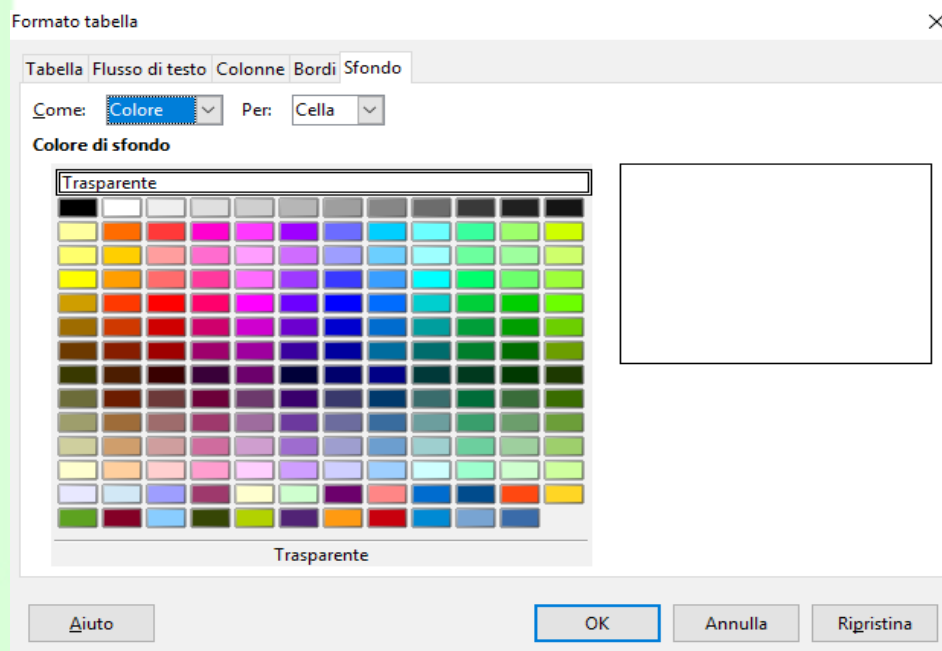 Formato tabella
Tabella Flusso di testo Colonne Bordi Sfondo
Come: Colore Per: Cella
Colore di sfondo
Trasparente
Trasparente
Aiuto OK Annulla Ripristina